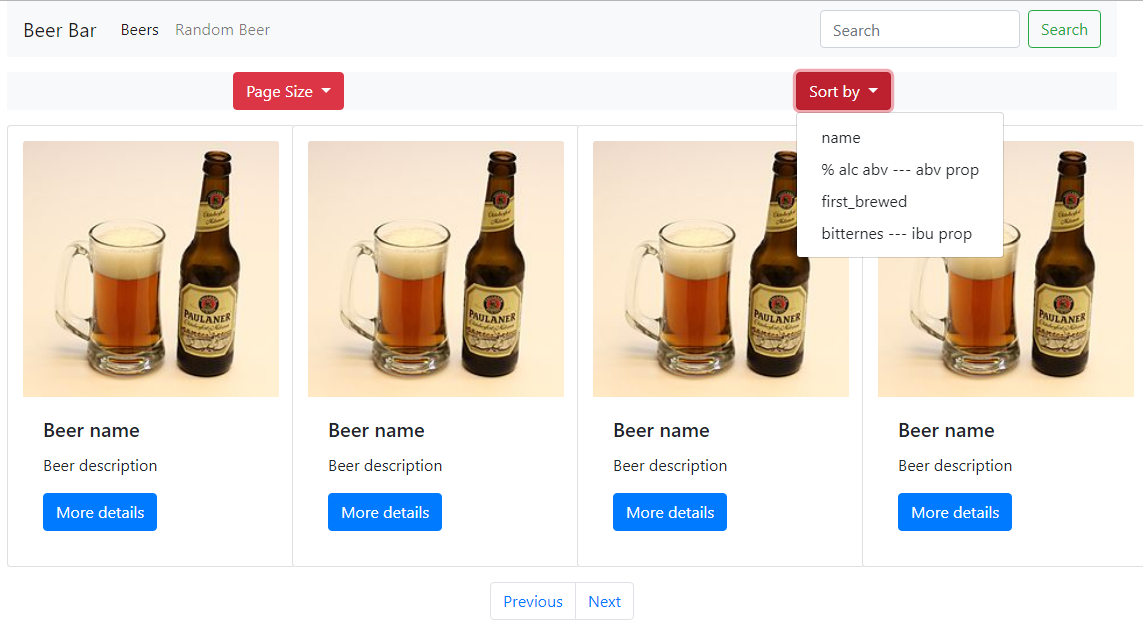 Beer Bar Beers Random Beer Search Search
Page Size Sort by
name
% alc abv --- abv prop
first_brewed
bitternes --- ibu prop
PAULANER PAULANER PAULANER PAULANER
Beer name Beer name Beer name Beer name
Beer description Beer description Beer description Beer description
More details More details More details More details
Previous Next